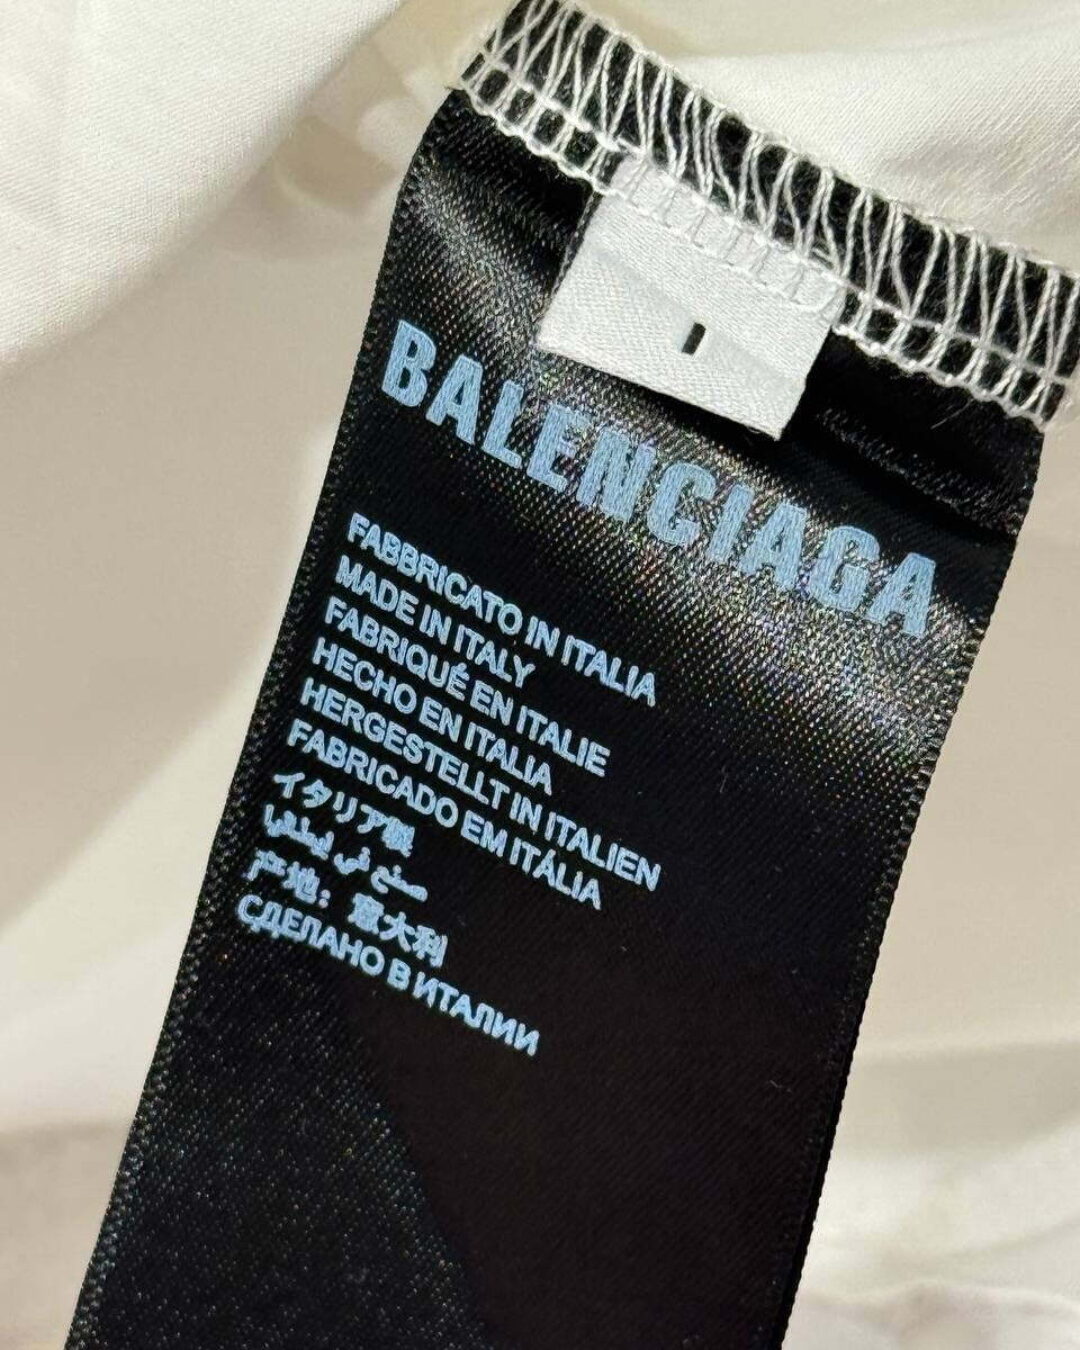 I
BALENCIAGA
FABBRICATO IN ITALIA
MADE IN ITALY
FABRIQUÉ EN ITALIE
HECHO EN ITALIA
HERGESTELLT IN ITALIEN
FABRICADO EM ITÁLIA
イタリア製
صنع في إيطاليا
产地: 意大利
СДЕЛАНО В ИТАЛИИ